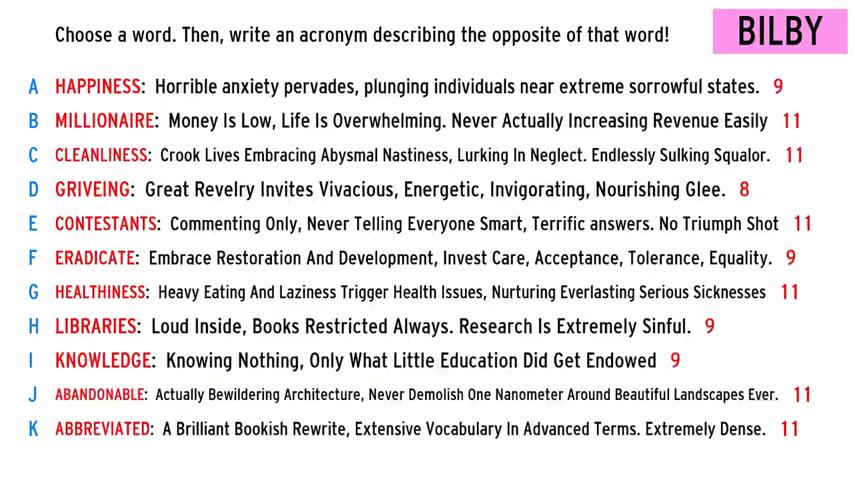 Choose a word. Then, write an acronym describing the opposite of that word! BILBY
A HAPPINESS: Horrible anxiety pervades, plunging individuals near extreme sorrowful states. 9
B MILLIONAIRE: Money Is Low, Life Is Overwhelming. Never Actually Increasing Revenue Easily 11
C CLEANLINESS: Crook Lives Embracing Abysmal Nastiness, Lurking In Neglect. Endlessly Sulking Squalor. 11
D GRIVEING: Great Revelry Invites Vivacious, Energetic, Invigorating, Nourishing Glee. 8
E CONTESTANTS: Commenting Only, Never Telling Everyone Smart, Terrific answers. No Triumph Shot 11
F ERADICATE: Embrace Restoration And Development, Invest Care, Acceptance, Tolerance, Equality. 9
G HEALTHINESS: Heavy Eating And Laziness Trigger Health Issues, Nurturing Everlasting Serious Sicknesses 11
H LIBRARIES: Loud Inside, Books Restricted Always. Research Is Extremely Sinful. 9
I KNOWLEDGE: Knowing Nothing, Only What Little Education Did Get Endowed 9
J ABANDONABLE: Actually Bewildering Architecture, Never Demolish One Nanometer Around Beautiful Landscapes Ever. 11
K ABBREVIATED: A Brilliant Bookish Rewrite, Extensive Vocabulary In Advanced Terms. Extremely Dense. 11